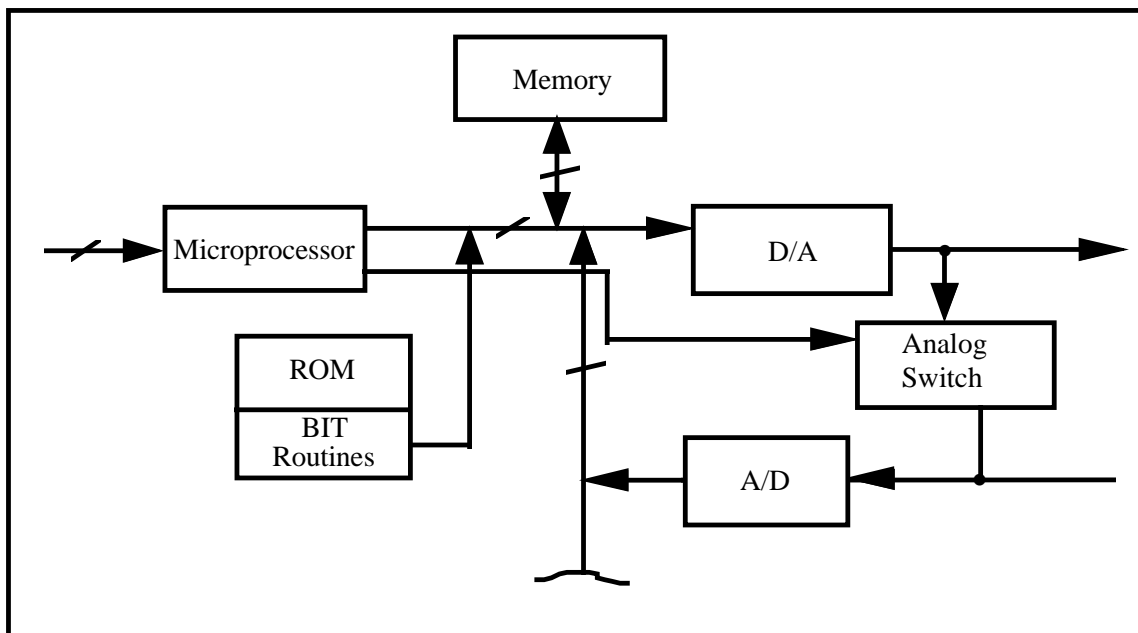 Memory
Microprocessor
D/A
ROM
BIT
Routines
Analog
Switch
A/D